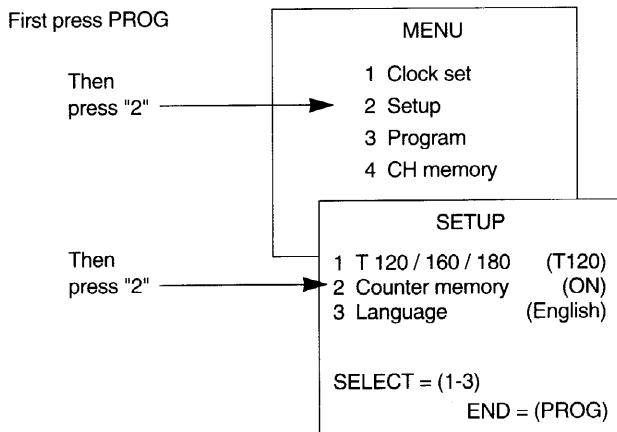 First press PROG
MENU
1 Clock set
Then
press "2"
2 Setup
3 Program
4 CH memory
SETUP
1 T 120 / 160 / 180 (T120)
Then
press "2"
2 Counter memory (ON)
3 Language (English)
SELECT = (1-3)
END = (PROG)